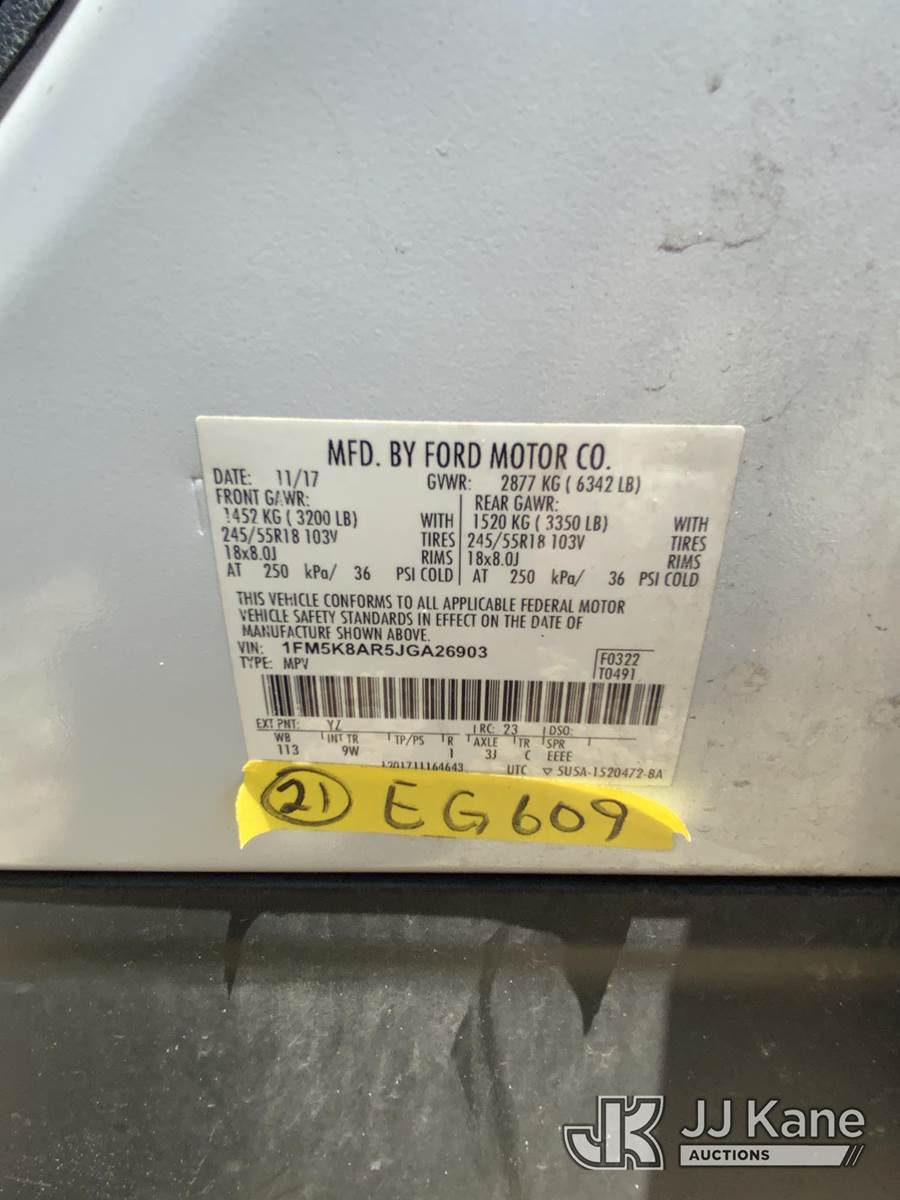 MFD. BY FORD MOTOR CO.
DATE: 11/17 GVWR: 2877 KG ( 6342 LB)
FRONT GAWR: REAR GAWR:
1452 KG ( 3200 LB) WITH 1520 KG ( 3350 LB) WITH
245/55R18 103V TIRES 245/55R18 103V TIRES
18x8.0J RIMS 18x8.0J RIMS
AT 250 kPa/ 36 PSI COLD AT 250 kPa/ 36 PSI COLD
THIS VEHICLE CONFORMS TO ALL APPLICABLE FEDERAL MOTOR
VEHICLE SAFETY STANDARDS IN EFFECT ON THE DATE OF
MANUFACTURE SHOWN ABOVE.
VIN: 1FM5K8AR5JGA26903
TYPE: MPV
F0322
T0491
EXT PNT: YZ RC: 23 DSO:
WB INT TR TP/PS R AXLE TR SPR
113 9W 1 3J C EEEE
1201711164643 UTC ▽ 5U5A-1520472-BA
21 EG609
JK JJ Kane
AUCTIONS